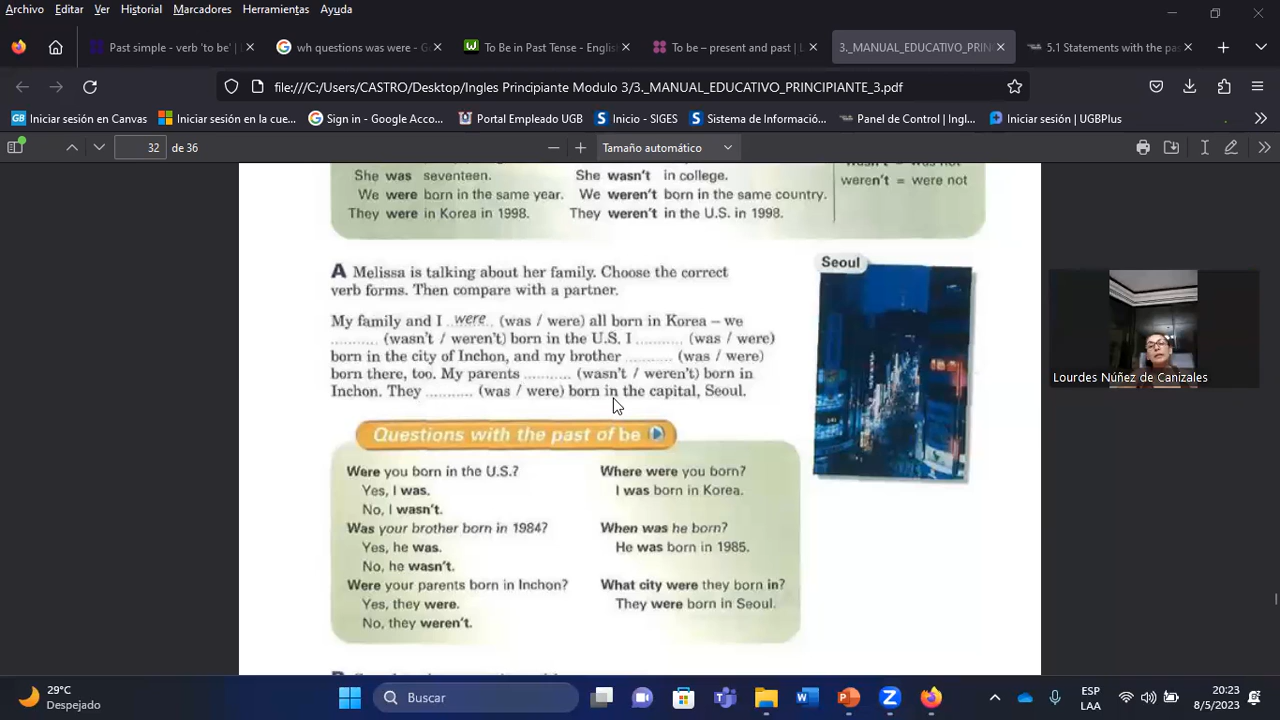 Archivo Editar Ver Historial Marcadores Herramientas Ayuda
Past simple - verb 'to be' |
wh questions was were - G
To Be in Past Tense - English
To be – present and past | L
3._MANUAL_EDUCATIVO_PRIN
5.1 Statements with the pas
file:///C:/Users/CASTRO/Desktop/Ingles Principiante Modulo 3/3._MANUAL_EDUCATIVO_PRINCIPIANTE_3.pdf
GB Iniciar sesión en Canvas
Iniciar sesión en la cue...
Sign in - Google Acco...
Portal Empleado UGB
S Inicio - SIGES
S Sistema de Informació...
Panel de Control | Ingl...
Iniciar sesión | UGBPlus
32 de 36
Tamaño automático
She was seventeen. She wasn't in college.
We were born in the same year. We weren't born in the same country. weren't = were not
They were in Korea in 1998. They weren't in the U.S. in 1998.
A Melissa is talking about her family. Choose the correct
verb forms. Then compare with a partner.
My family and I were (was / were) all born in Korea – we
.......... (wasn't / weren't) born in the U.S. I .......... (was / were)
born in the city of Inchon, and my brother .......... (was / were)
born there, too. My parents .......... (wasn't / weren't) born in
Inchon. They .......... (was / were) born in the capital, Seoul.
Seoul
Questions with the past of be
Were you born in the U.S.? Where were you born?
Yes, I was. I was born in Korea.
No, I wasn't.
Was your brother born in 1984? When was he born?
Yes, he was. He was born in 1985.
No, he wasn't.
Were your parents born in Inchon? What city were they born in?
Yes, they were. They were born in Seoul.
No, they weren't.
Lourdes Núñez de Canizales
29°C
Despejado
Buscar
ESP
LAA
20:23
8/5/2023